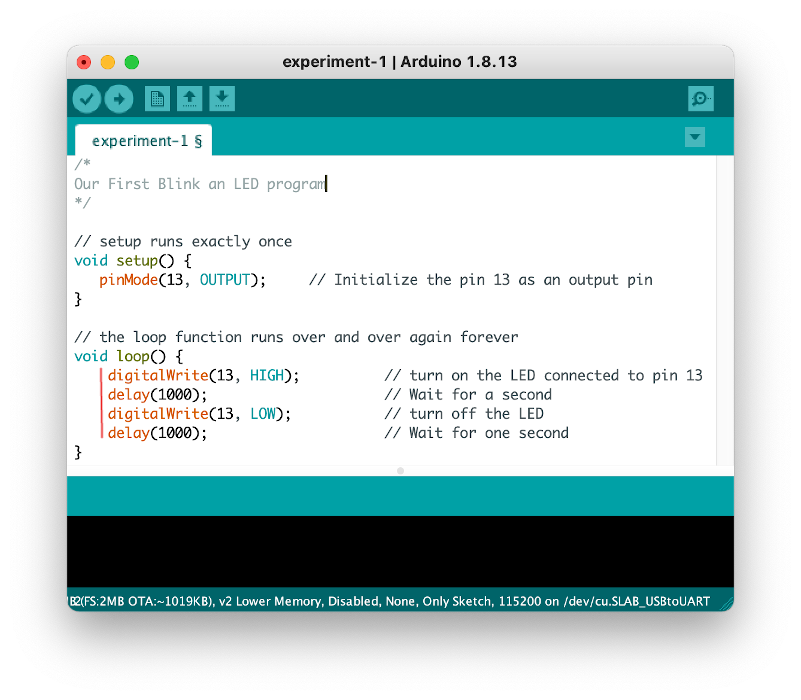 experiment-1 | Arduino 1.8.13
experiment-1 §
/*
Our First Blink an LED program
*/
// setup runs exactly once
void setup() {
pinMode(13, OUTPUT); // Initialize the pin 13 as an output pin
}
// the loop function runs over and over again forever
void loop() {
digitalWrite(13, HIGH); // turn on the LED connected to pin 13
delay(1000); // Wait for a second
digitalWrite(13, LOW); // turn off the LED
delay(1000); // Wait for one second
}
2(FS:2MB OTA:~1019KB), v2 Lower Memory, Disabled, None, Only Sketch, 115200 on /dev/cu.SLAB_USBtoUART